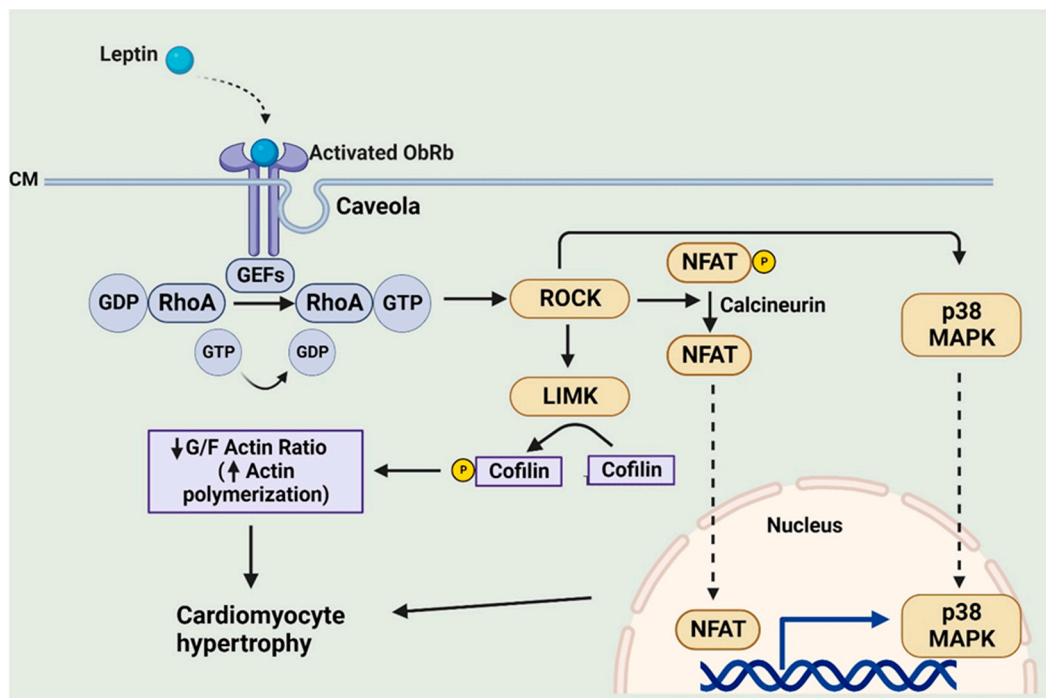 Leptin
Activated ObRb
CM
Caveola
GEFs
GDP
RhoA
RhoA
GTP
GTP
GDP
ROCK
NFAT
P
Calcineurin
NFAT
p38
MAPK
LIMK
P
Cofilin
Cofilin
↓G/F Actin Ratio
(↑ Actin
polymerization)
Nucleus
Cardiomyocyte
hypertrophy
NFAT
p38
MAPK